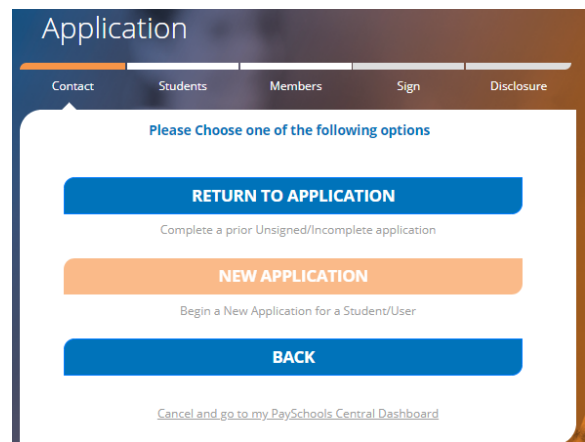 Application
Contact Students Members Sign Disclosure
Please Choose one of the following options
RETURN TO APPLICATION
Complete a prior Unsigned/Incomplete application
NEW APPLICATION
Begin a New Application for a Student/User
BACK
Cancel and go to my PaySchools Central Dashboard